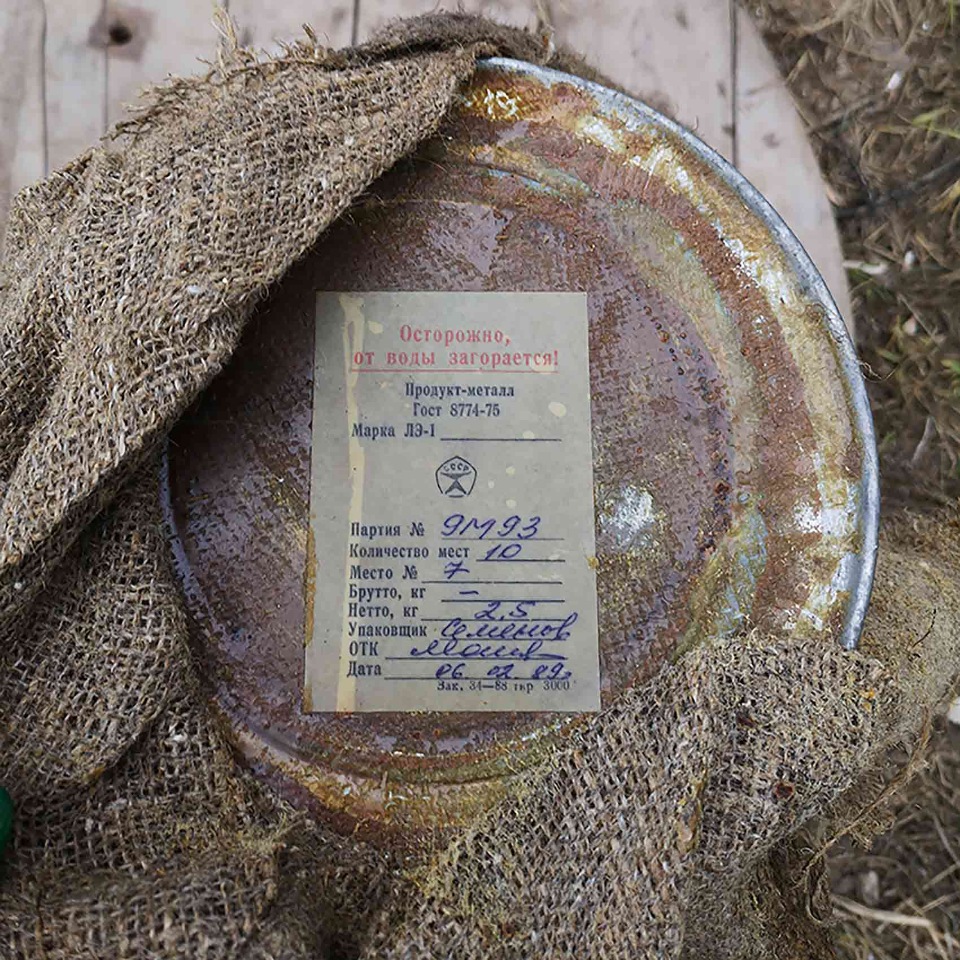 Осторожно,
от воды загорается!
Продукт-металл
Гост 8774-75
Марка ЛЭ-1
СССР
Партия № 9М93
Количество мест 10
Место № 7
Брутто, кг —
Нетто, кг 2,5
Упаковщик Семенов
ОТК
Дата 06 02 89
Зак. 34—88 тир 3000